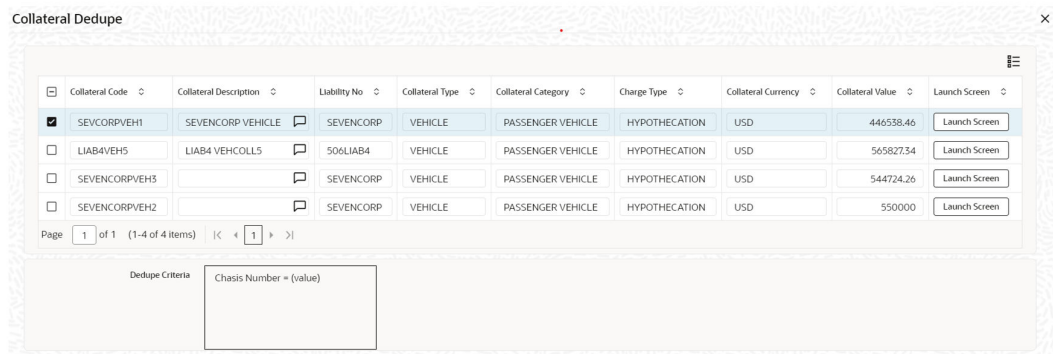 Collateral Dedupe
Collateral Code Collateral Description Liability No Collateral Type Collateral Category Charge Type Collateral Currency Collateral Value Launch Screen
SEVCORPVEH1 SEVENCORP VEHICLE SEVENCORP VEHICLE PASSENGER VEHICLE HYPOTHECATION USD 446538.46 Launch Screen
LIAB4VEH5 LIAB4 VEHCOLL5 506LIAB4 VEHICLE PASSENGER VEHICLE HYPOTHECATION USD 565827.34 Launch Screen
SEVENCORPVEH3 SEVENCORP VEHICLE PASSENGER VEHICLE HYPOTHECATION USD 544724.26 Launch Screen
SEVENCORPVEH2 SEVENCORP VEHICLE PASSENGER VEHICLE HYPOTHECATION USD 550000 Launch Screen
Page 1 of 1 (1-4 of 4 items) 1
Dedupe Criteria Chasis Number = (value)